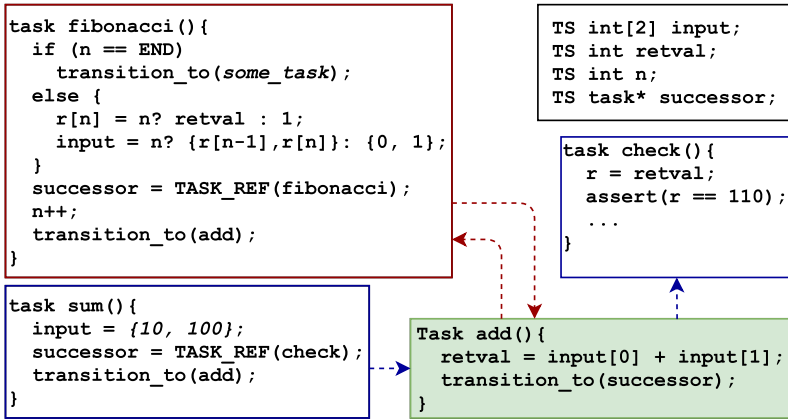 task fibonacci(){
if (n == END)
transition_to(some_task);
else {
r[n] = n? retval : 1;
input = n? {r[n-1],r[n]}: {0, 1};
}
successor = TASK_REF(fibonacci);
n++;
transition_to(add);
}
TS int[2] input;
TS int retval;
TS int n;
TS task* successor;
task check(){
r = retval;
assert(r == 110);
...
}
task sum(){
input = {10, 100};
successor = TASK_REF(check);
transition_to(add);
}
Task add(){
retval = input[0] + input[1];
transition_to(successor);
}